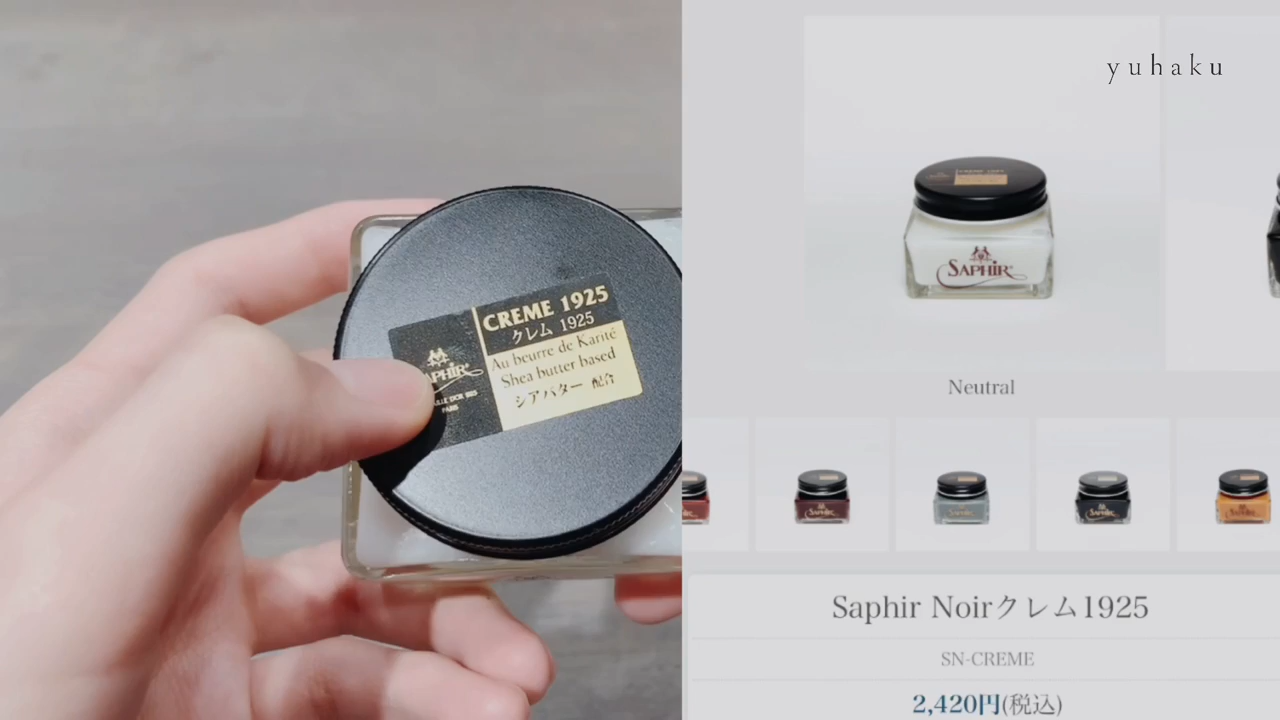 CREME 1925
クレム 1925
Au beurre de Karité
Shea butter based
シアバター 配合
PARIS
yuhaku
SAPHIR
Neutral
Saphir Noirクレム1925
SN-CREME
2,420円(税込)